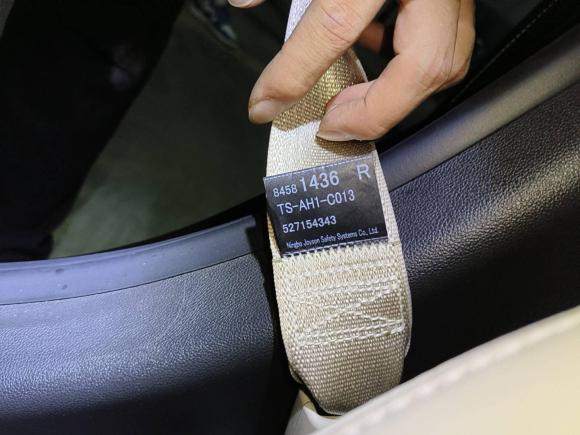 8458 1436 R
TS-AH1-C013
527154343
Ningbo Joyson Safety Systems Co., Ltd.